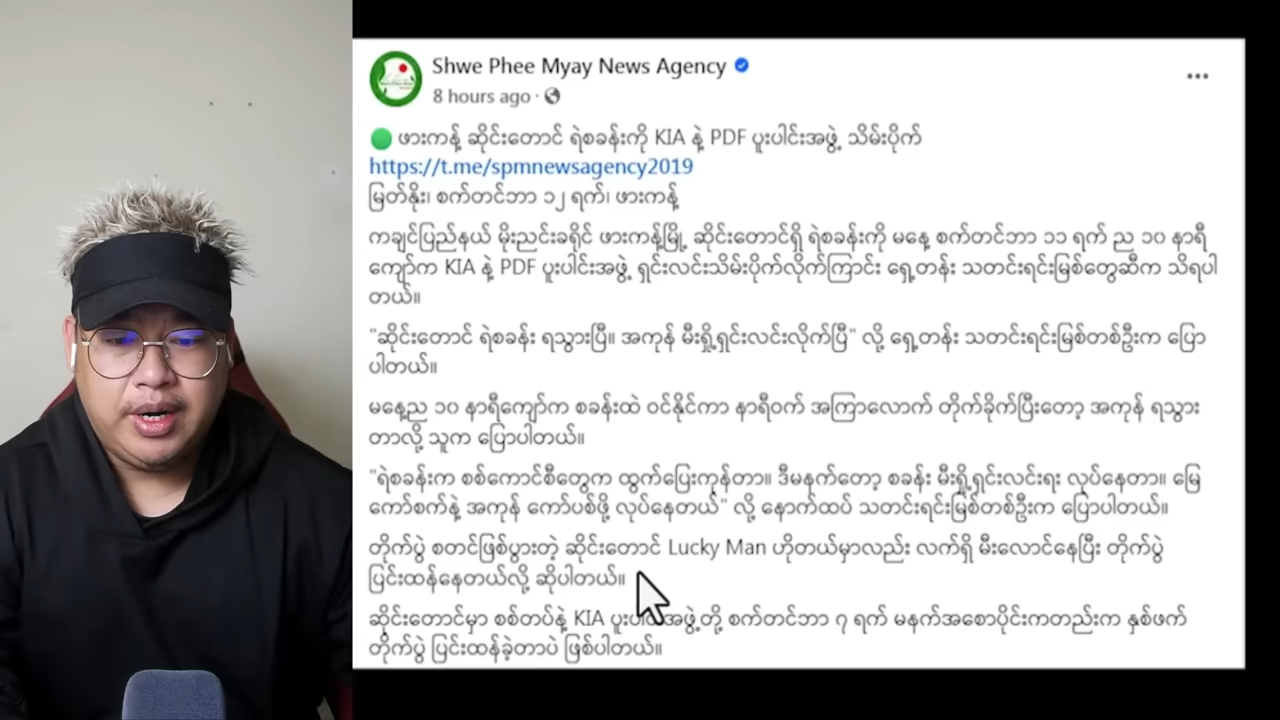 Shwe Phee Myay News Agency
8 hours ago
ဖားကန့် ဆိုင်းတောင် ရဲစခန်းကို KIA နဲ့ PDF ပူးပါင်းအဖွဲ့ သိမ်းပိုက်
https://t.me/spmnewsagency2019
မြတ်နိုး၊ စက်တင်ဘာ ၁၂ ရက်၊ ဖားကန့်
ကချင်ပြည်နယ် မိုးညင်းခရိုင် ဖားကန့်မြို့ ဆိုင်းတောင်ရှိ ရဲစခန်းကို မနေ့ စက်တင်ဘာ ၁၁ ရက် ည ၁၀ နာရီ
ကျော်က KIA နဲ့ PDF ပူးပါင်းအဖွဲ့ ရှင်းလင်းသိမ်းပိုက်လိုက်ကြောင်း ရှေ့တန်း သတင်းရင်းမြစ်တွေဆီက သိရပါ
တယ်။
"ဆိုင်းတောင် ရဲစခန်း ရသွားပြီ။ အကုန် မီးရှို့ရှင်းလင်းလိုက်ပြီ" လို့ ရှေ့တန်း သတင်းရင်းမြစ်တစ်ဦးက ပြော
ပါတယ်။
မနေ့ည ၁၀ နာရီကျော်က စခန်းထဲ ဝင်နိုင်ကာ နာရီဝက် အကြာလောက် တိုက်ခိုက်ပြီးတော့ အကုန် ရသွား
တာလို့ သူက ပြောပါတယ်။
"ရဲစခန်းက စစ်ကောင်စီတွေက ထွက်ပြေးကုန်တာ။ ဒီမနက်တော့ စခန်း မီးရှို့ရှင်းလင်းရး လုပ်နေတာ။ မြေ
ကော်စက်နဲ့ အကုန် ကော်ပစ်ဖို့ လုပ်နေတယ်" လို့ နောက်ထပ် သတင်းရင်းမြစ်တစ်ဦးက ပြောပါတယ်။
တိုက်ပွဲ စတင်ဖြစ်ပွားတဲ့ ဆိုင်းတောင် Lucky Man ဟိုတယ်မှာလည်း လက်ရှိ မီးလောင်နေပြီး တိုက်ပွဲ
ပြင်းထန်နေတယ်လို့ ဆိုပါတယ်။
ဆိုင်းတောင်မှာ စစ်တပ်နဲ့ KIA ပူးပါင်းအဖွဲ့တို့ စက်တင်ဘာ ၇ ရက် မနက်အစောပိုင်းကတည်းက နှစ်ဖက်
တိုက်ပွဲ ပြင်းထန်ခဲ့တာပဲ ဖြစ်ပါတယ်။